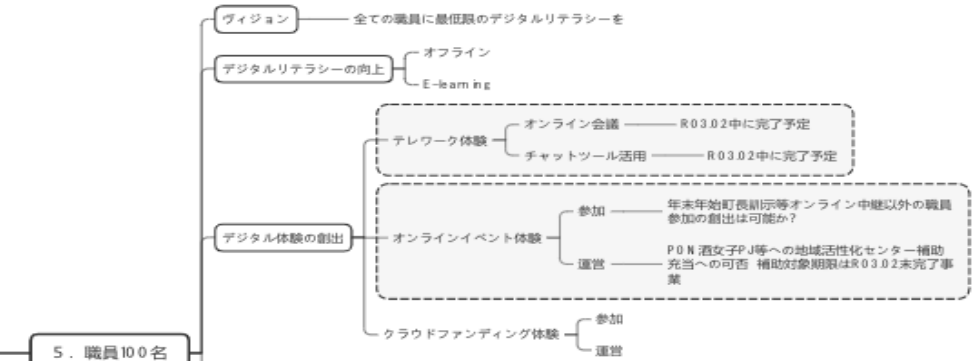 ヴィジョン
全ての職員に最低限のデジタルリテラシーを
デジタルリテラシーの向上
オフライン
E-learning
テレワーク体験
オンライン会議
R03.02中に完了予定
チャットツール活用
R03.02中に完了予定
デジタル体験の創出
オンラインイベント体験
参加
年末年始町長訓示等オンライン中継以外の職員
参加の創出は可能か?
運営
PON 酒女子PJ等への地域活性化センター補助
充当への可否 補助対象期限はR03.02末完了事
業
クラウドファンディング体験
参加
運営
5．職員100名